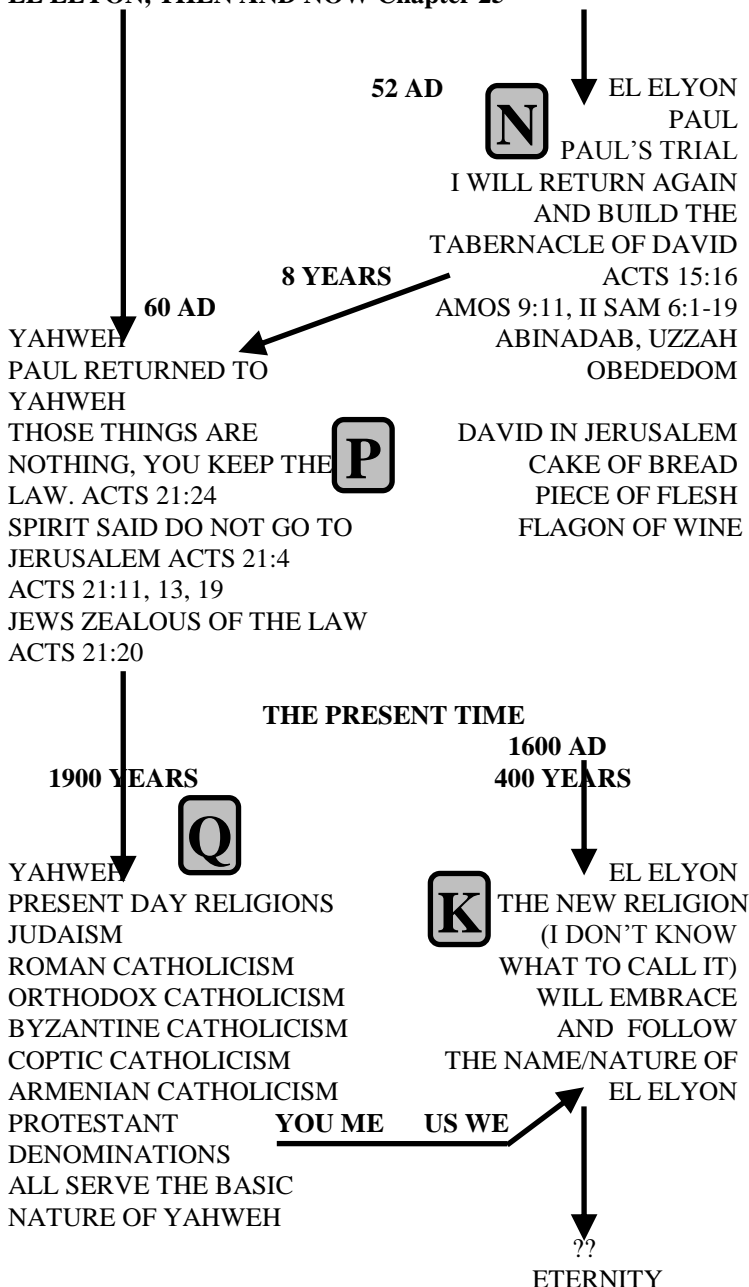 EL ELYON, THEN AND NOW Chapter 25
52 AD
N
EL ELYON
PAUL
PAUL'S TRIAL
I WILL RETURN AGAIN
AND BUILD THE
TABERNACLE OF DAVID
ACTS 15:16
AMOS 9:11, II SAM 6:1-19
ABINADAB, UZZAH
OBEDEDOM
DAVID IN JERUSALEM
CAKE OF BREAD
PIECE OF FLESH
FLAGON OF WINE
8 YEARS
60 AD
YAHWEH
PAUL RETURNED TO
YAHWEH
THOSE THINGS ARE
NOTHING, YOU KEEP THE
LAW. ACTS 21:24
SPIRIT SAID DO NOT GO TO
JERUSALEM ACTS 21:4
ACTS 21:11, 13, 19
JEWS ZEALOUS OF THE LAW
ACTS 21:20
P
THE PRESENT TIME
1900 YEARS
Q
YAHWEH
PRESENT DAY RELIGIONS
JUDAISM
ROMAN CATHOLICISM
ORTHODOX CATHOLICISM
BYZANTINE CATHOLICISM
COPTIC CATHOLICISM
ARMENIAN CATHOLICISM
PROTESTANT
DENOMINATIONS
ALL SERVE THE BASIC
NATURE OF YAHWEH
YOU ME US WE
1600 AD
400 YEARS
K
EL ELYON
THE NEW RELIGION
(I DON'T KNOW
WHAT TO CALL IT)
WILL EMBRACE
AND FOLLOW
THE NAME/NATURE OF
EL ELYON
??
ETERNITY